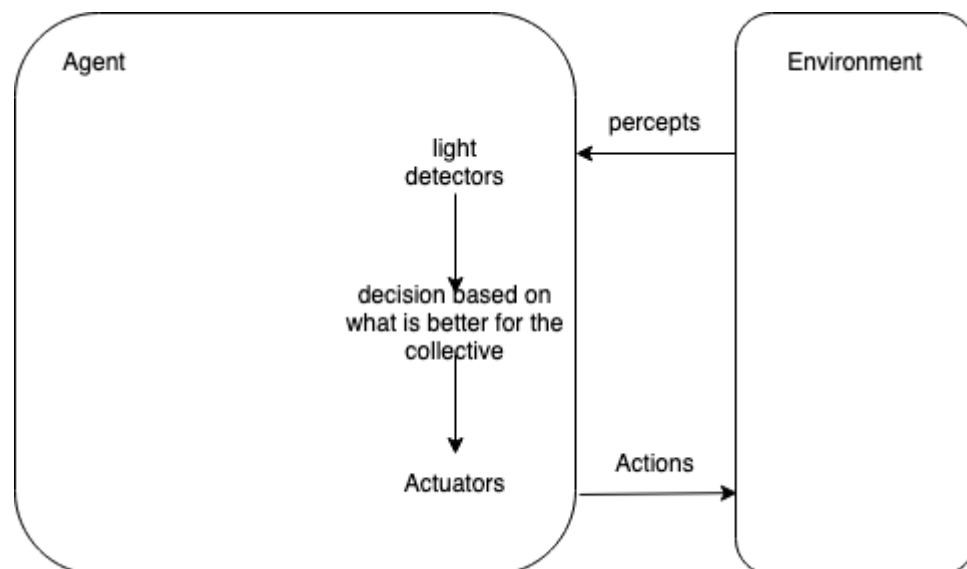 Agent
Environment
percepts
light
detectors
decision based on
what is better for the
collective
Actuators
Actions